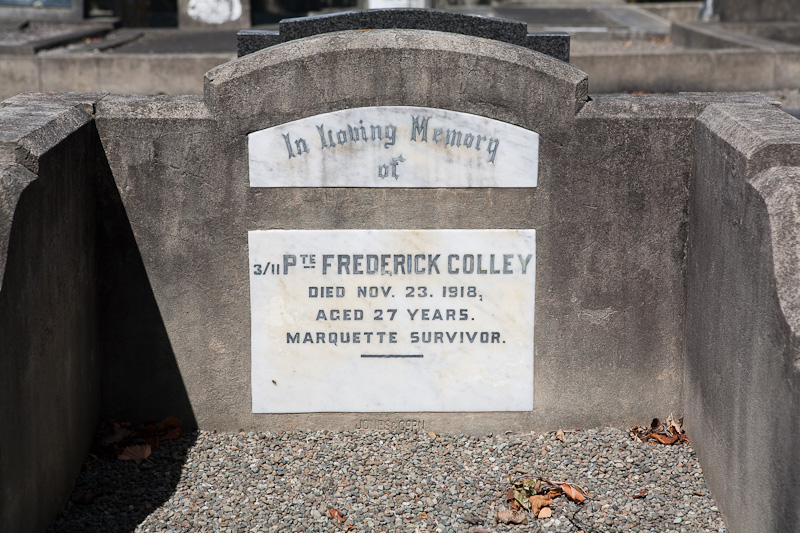 In Loving Memory
of
3/11 PTE FREDERICK COLLEY
DIED NOV. 23. 1918,
AGED 27 YEARS.
MARQUETTE SURVIVOR.